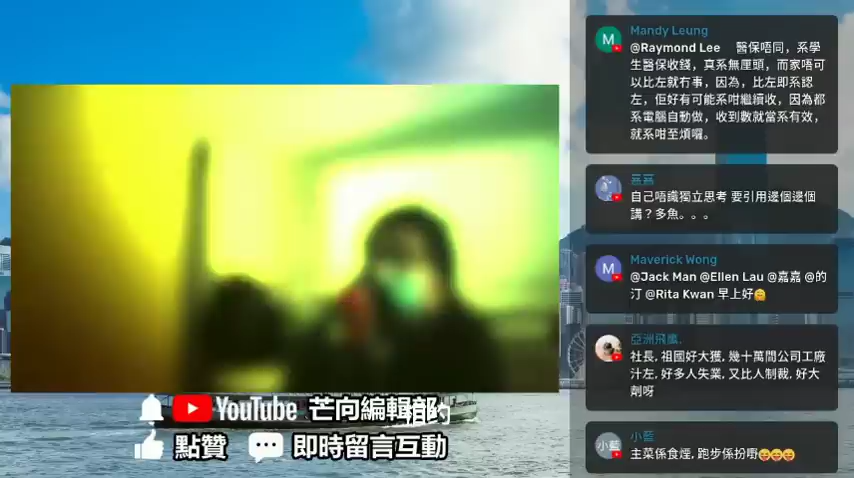 YouTube 芒向編輯部
點贊 即時留言互動
Mandy Leung
@Raymond Lee 醫保唔同，系學
生醫保收錢，真系無厘頭，而家唔可
以比左就冇事，因為，比左即系認
左，佢好有可能系咁繼續收，因為都
系電腦自動做，收到數就當系有效，
就系咁至煩囉。
嘉嘉
自己唔識獨立思考 要引用邊個邊個
講？多魚。。。
Maverick Wong
@Jack Man @Ellen Lau @嘉嘉 @的
汀 @Rita Kwan 早上好🤗
亞洲飛鷹.
社長, 祖國好大獲, 幾十萬間公司工廠
汁左, 好多人失業, 又比人制裁, 好大
劑呀
小藍
小藍
主菜係食煙, 跑步係扮嘢😝😝😝